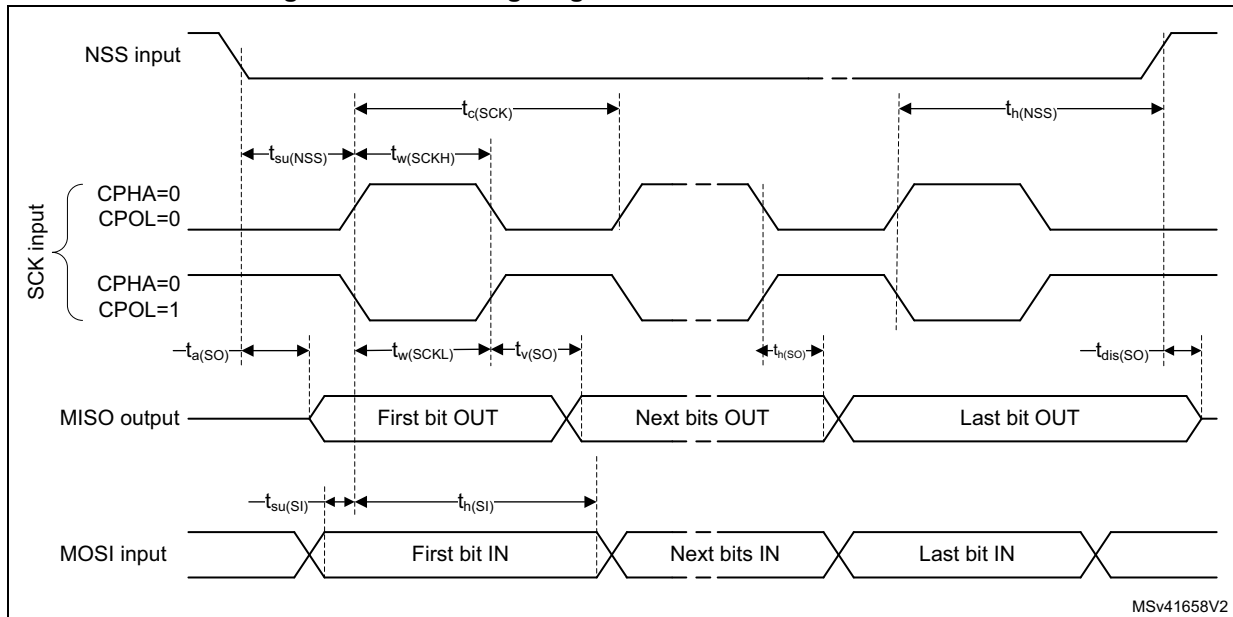 NSS input
tc(SCK)
th(NSS)
tsu(NSS)
tw(SCKH)
SCK input
CPHA=0
CPOL=0
CPHA=0
CPOL=1
ta(SO)
tw(SCKL)
tv(SO)
th(SO)
tdis(SO)
MISO output
First bit OUT
Next bits OUT
Last bit OUT
tsu(SI)
th(SI)
MOSI input
First bit IN
Next bits IN
Last bit IN
MSv41658V2